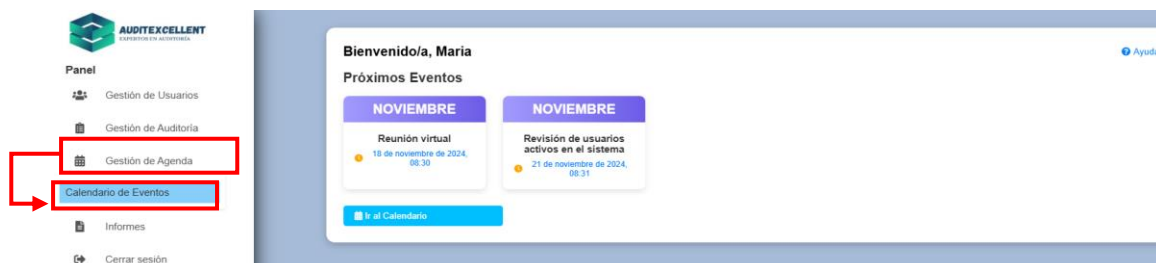 AUDITEXCELLENT
EXPERTOS EN AUDITORÍA
Panel
Gestión de Usuarios
Gestión de Auditoría
Gestión de Agenda
Calendario de Eventos
Informes
Cerrar sesión
Bienvenido/a, Maria
Ayuda
Próximos Eventos
NOVIEMBRE
Reunión virtual
18 de noviembre de 2024,
08:30
NOVIEMBRE
Revisión de usuarios
activos en el sistema
21 de noviembre de 2024,
08:31
Ir al Calendario